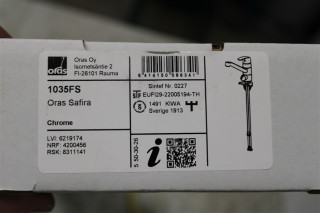 oras
Oras Oy
Isometsäntie 2
FI-26101 Rauma
1035FS
Oras Safira
Chrome
LVI: 6219174
NRF: 4200456
RSK: 8311141
Sintef Nr. 0227
EUFI29-22005194-TH
1491 KIWA
Sverige 1913
S
i